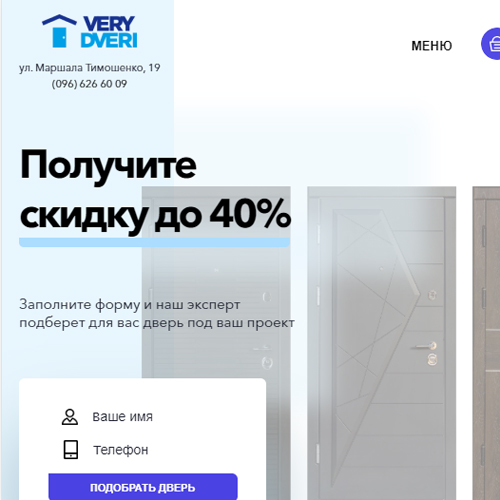 VERY
DVERI
ул. Маршала Тимошенко, 19
(096) 626 60 09
МЕНЮ
Получите
скидку до 40%
Заполните форму и наш эксперт
подберет для вас дверь под ваш проект
Ваше имя
Телефон
ПОДОБРАТЬ ДВЕРЬ